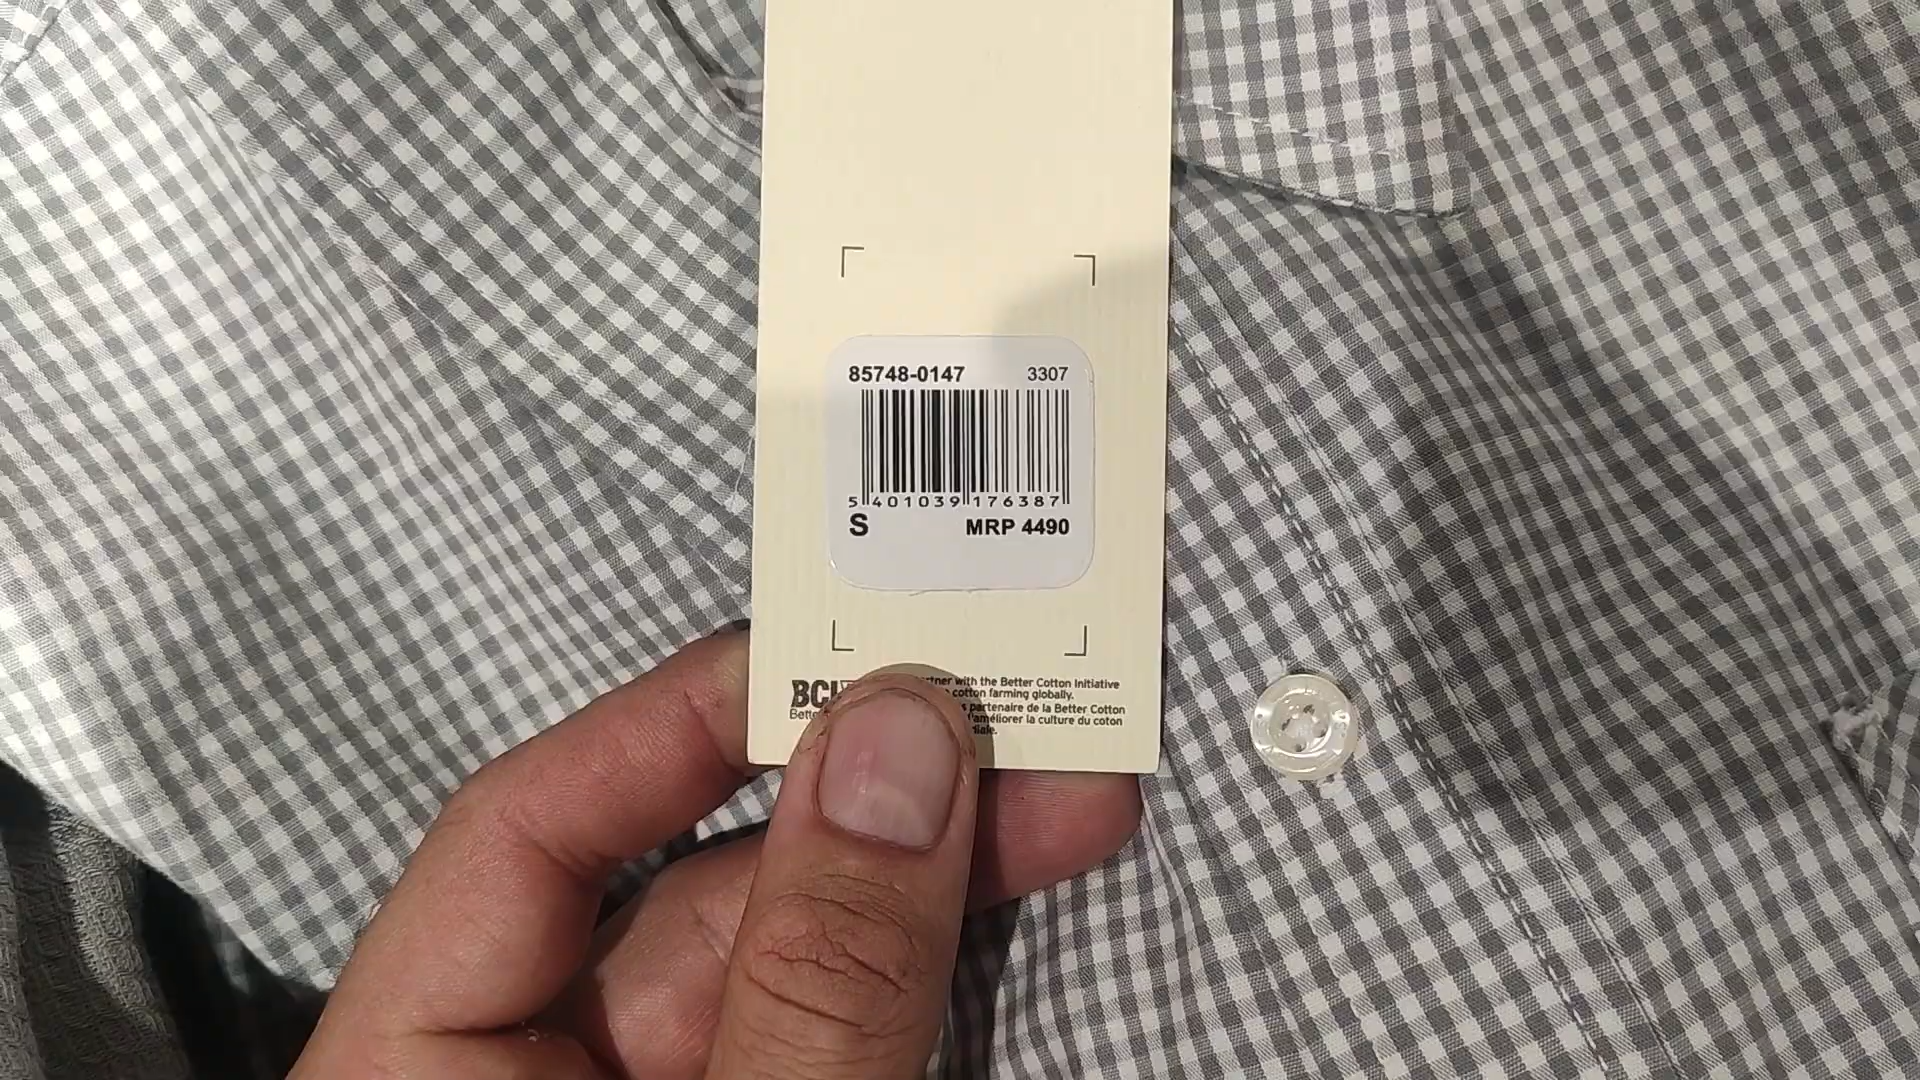 85748-0147 3307
5 401039 176387
S MRP 4490
BCI
with the Better Cotton Initiative
cotton farming globally.
partenaire de la Better Cotton
l'améliorer la culture du coton